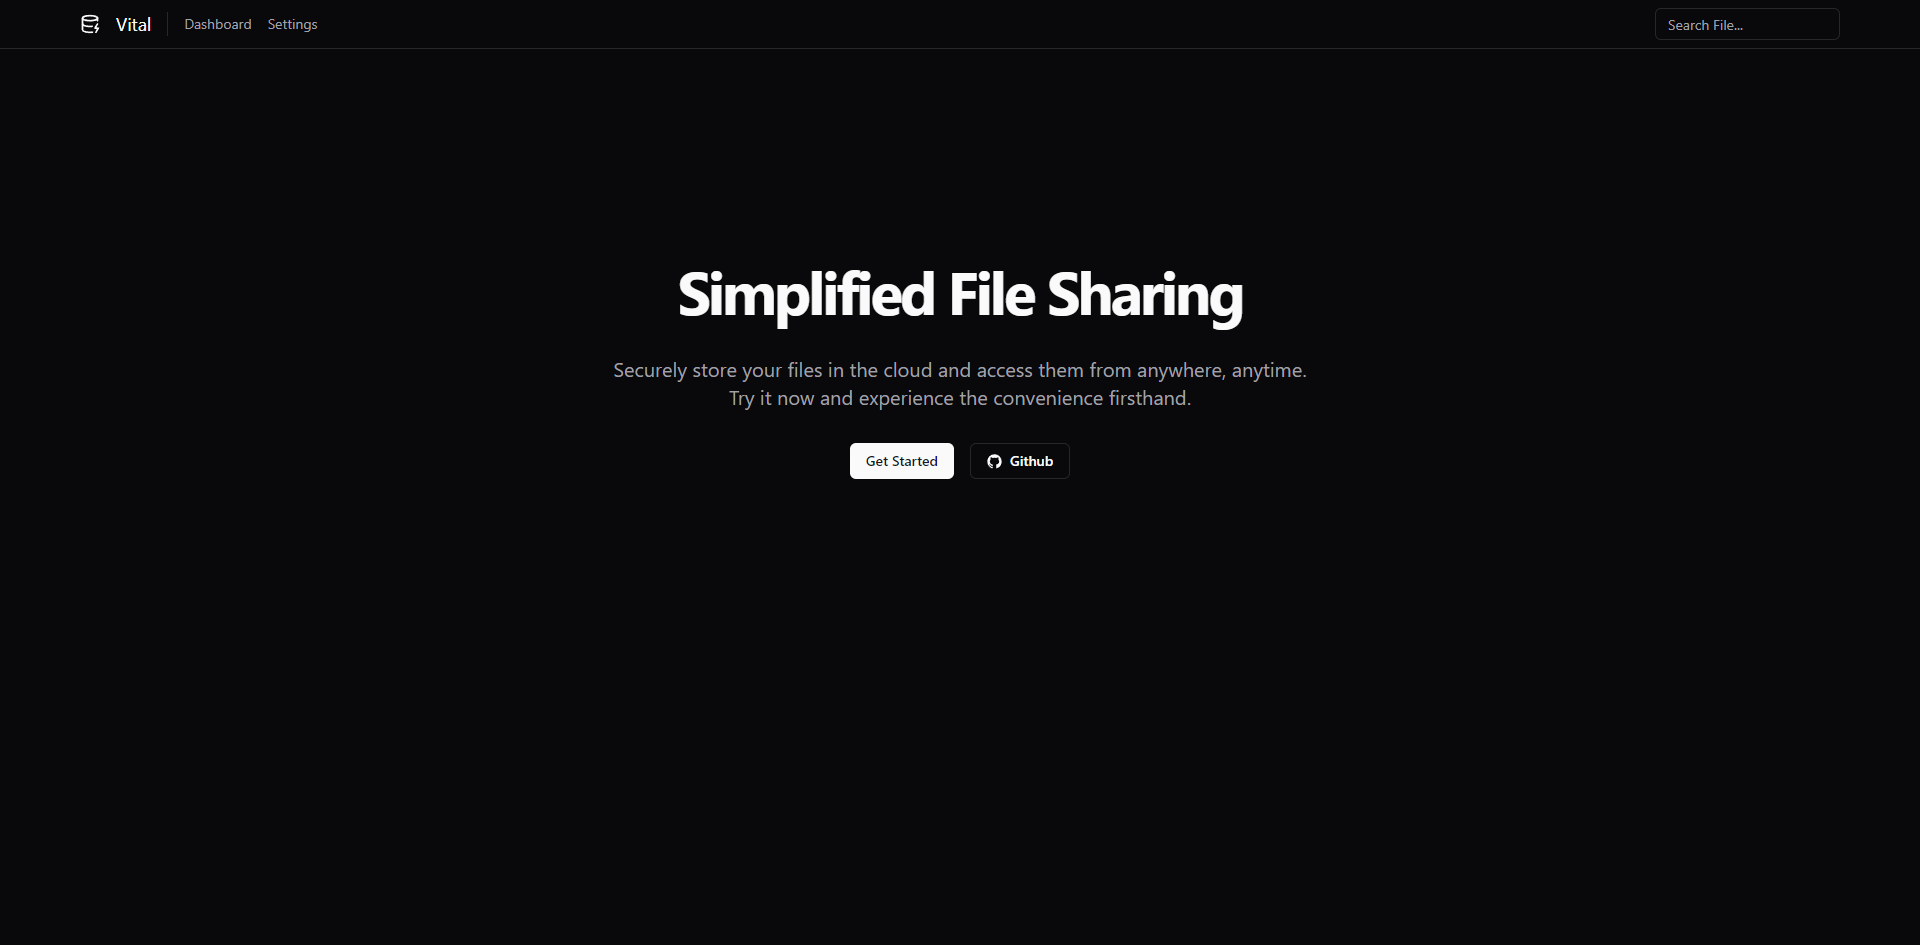 Vital
Dashboard
Settings
Search File...
Simplified File Sharing
Securely store your files in the cloud and access them from anywhere, anytime.
Try it now and experience the convenience firsthand.
Get Started
Github